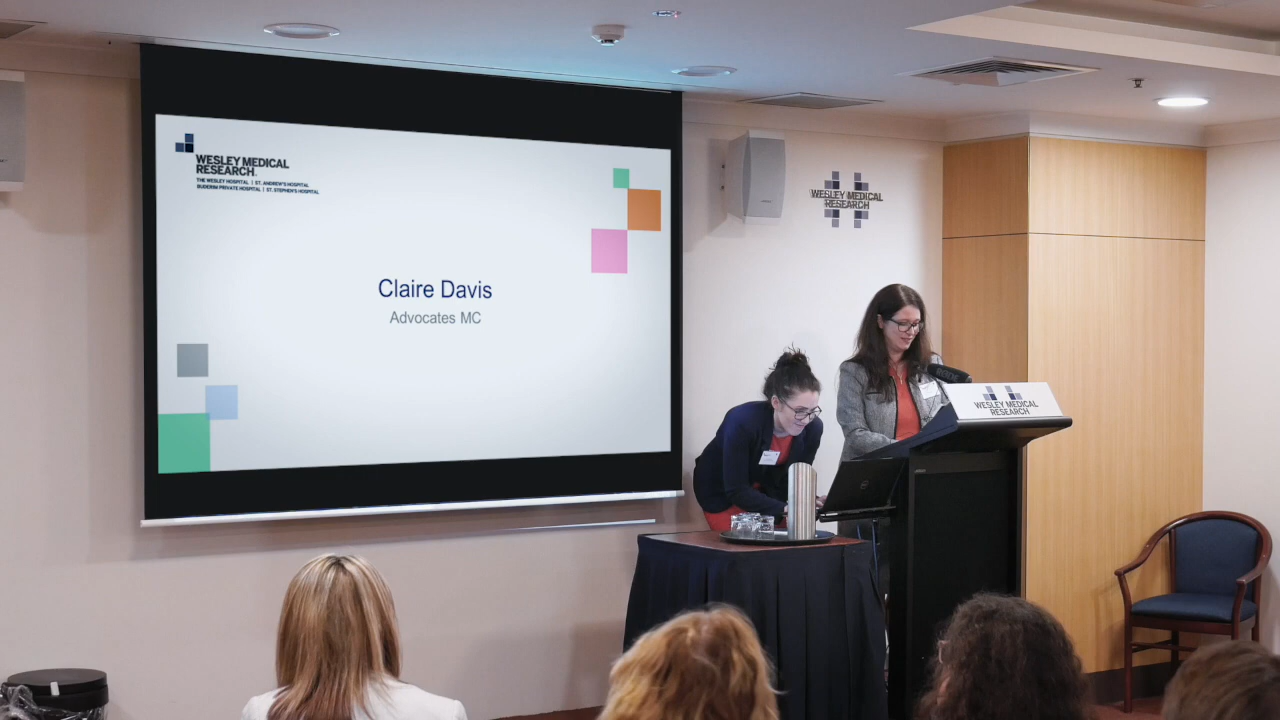 WESLEY MEDICAL
RESEARCH.
THE WESLEY HOSPITAL | ST. ANDREW'S HOSPITAL
BUDERIM PRIVATE HOSPITAL | ST. STEPHEN'S HOSPITAL
Claire Davis
Advocates MC
WESLEY MEDICAL
RESEARCH
WESLEY MEDICAL
RESEARCH